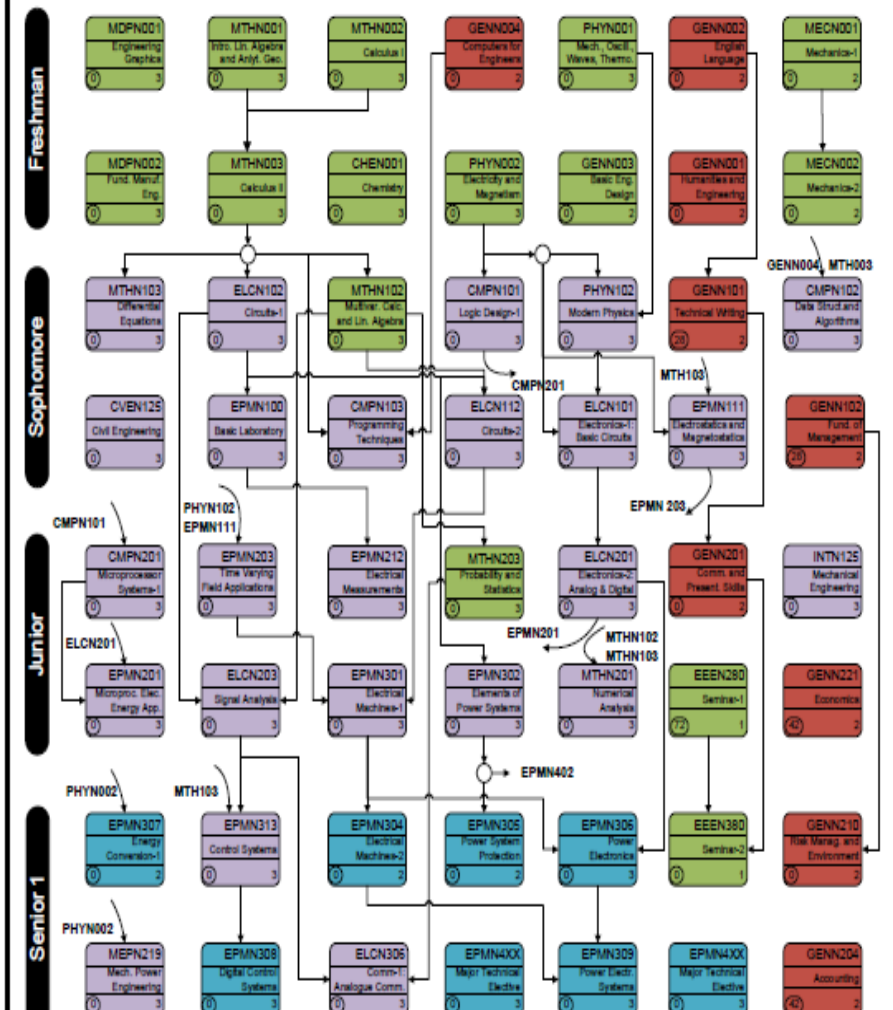 Freshman
MDPN001
Engineering
Graphics
0 3
MTHN001
Intro. Lin. Algebra
and Anlyt. Geo.
0 3
MTHN002
Calculus I
0 3
GENN004
Computers for
Engineers
0 2
PHYN001
Mech., Oscill.,
Waves, Thermo.
0 3
GENN002
English
Language
0 2
MECN001
Mechanics-1
0 3
MDPN002
Fund. Manuf.
Eng.
0 3
MTHN003
Calculus II
0 3
CHEN001
Chemistry
0 3
PHYN002
Electricity and
Magnetism
0 3
GENN003
Basic Eng.
Design
0 2
GENN001
Humanities and
Engineering
0 2
MECN002
Mechanics-2
0 2
GENN004 MTH003
Sophomore
MTHN103
Differential
Equations
0 3
ELCN102
Circuits-1
0 3
MTHN102
Multivar. Calc.
and Lin. Algebra
0 3
CMPN101
Logic Design-1
0 3
PHYN102
Modern Physics
0 3
GENN101
Technical Writing
28 2
CMPN102
Data Struct.and
Algorithms
0 3
CMPN201
MTH103
CVEN125
Civil Engineering
0 3
EPMN100
Basic Laboratory
0 3
CMPN103
Programming
Techniques
0 3
ELCN112
Circuits-2
0 3
ELCN101
Electronics-1:
Basic Circuits
0 3
EPMN111
Electrostatics and
Magnetostatics
0 3
GENN102
Fund. of
Management
28 2
EPMN 203
CMPN101
PHYN102
EPMN111
Junior
CMPN201
Microprocessor
Systems-1
0 3
EPMN203
Time Varying
Field Applications
0 3
EPMN212
Electrical
Measurements
0 3
MTHN203
Probability and
Statistics
0 3
ELCN201
Electronics-2:
Analog & Digital
0 3
GENN201
Comm. and
Present. Skills
0 2
INTN125
Mechanical
Engineering
0 3
ELCN201
EPMN201
MTHN102
MTHN103
EPMN201
Microproc. Elec.
Energy App.
0 3
ELCN203
Signal Analysis
0 3
EPMN301
Electrical
Machines-1
0 3
EPMN302
Elements of
Power Systems
0 3
MTHN201
Numerical
Analysis
0 3
EEEN280
Seminar-1
72 1
GENN221
Economics
42 2
EPMN402
PHYN002
MTH103
Senior 1
EPMN307
Energy
Conversion-1
0 2
EPMN313
Control Systems
0 3
EPMN304
Electrical
Machines-2
0 2
EPMN305
Power System
Protection
0 2
EPMN306
Power
Electronics
0 3
EEEN380
Seminar-2
0 1
GENN210
Risk Manag. and
Environment
0 2
PHYN002
MEPN219
Mech. Power
Engineering
0 3
EPMN308
Digital Control
Systems
0 3
ELCN306
Comm-1:
Analogue Comm.
0 3
EPMN4XX
Major Technical
Elective
0 3
EPMN309
Power Electr.
Systems
0 3
EPMN4XX
Major Technical
Elective
0 3
GENN204
Accounting
42 2